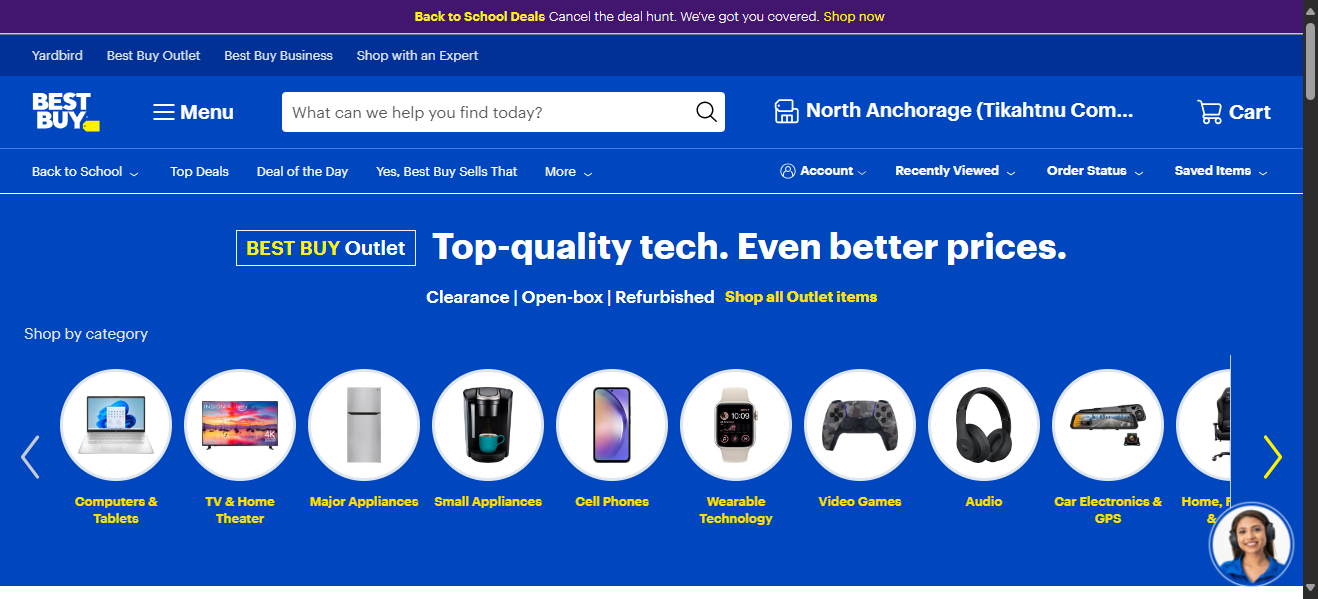 Back to School Deals Cancel the deal hunt. We've got you covered. Shop now
Yardbird Best Buy Outlet Best Buy Business Shop with an Expert
BEST
BUY
Menu
What can we help you find today?
North Anchorage (Tikahtnu Com...
Cart
Back to School Top Deals Deal of the Day Yes, Best Buy Sells That More
Account Recently Viewed Order Status Saved Items
BEST BUY Outlet
Top-quality tech. Even better prices.
Clearance | Open-box | Refurbished Shop all Outlet items
Shop by category
INSIGNIA
4K
10:09
Computers &
Tablets
TV & Home
Theater
Major Appliances
Small Appliances
Cell Phones
Wearable
Technology
Video Games
Audio
Car Electronics &
GPS
Home,
&